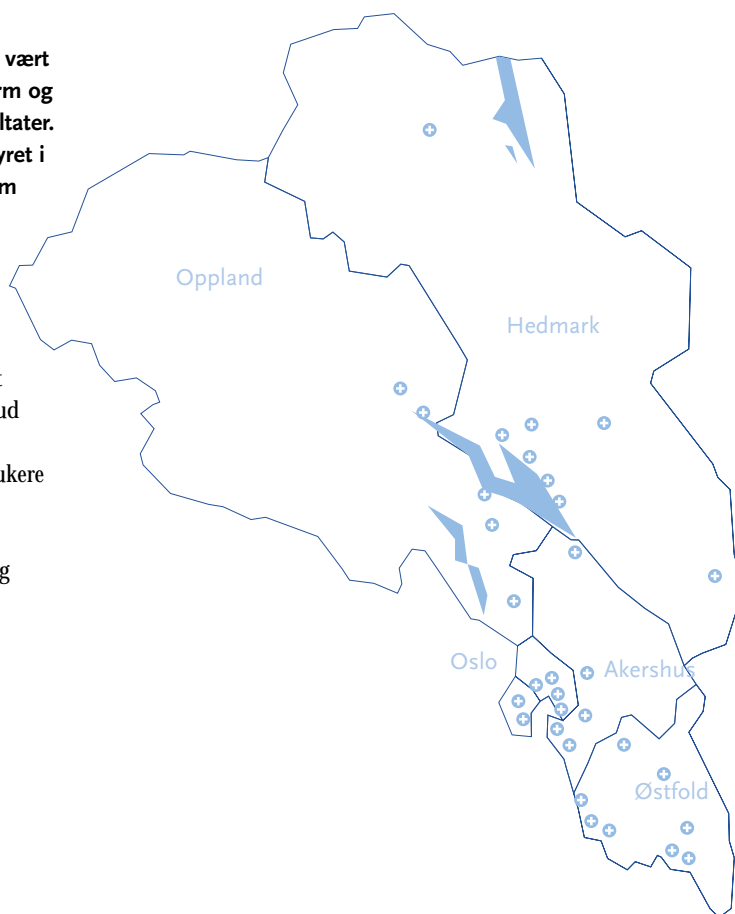 vært
rm og
ltater.
yret i
m
t
ud
ukere
g
Oppland
Hedmark
Oslo
Akershus
Østfold